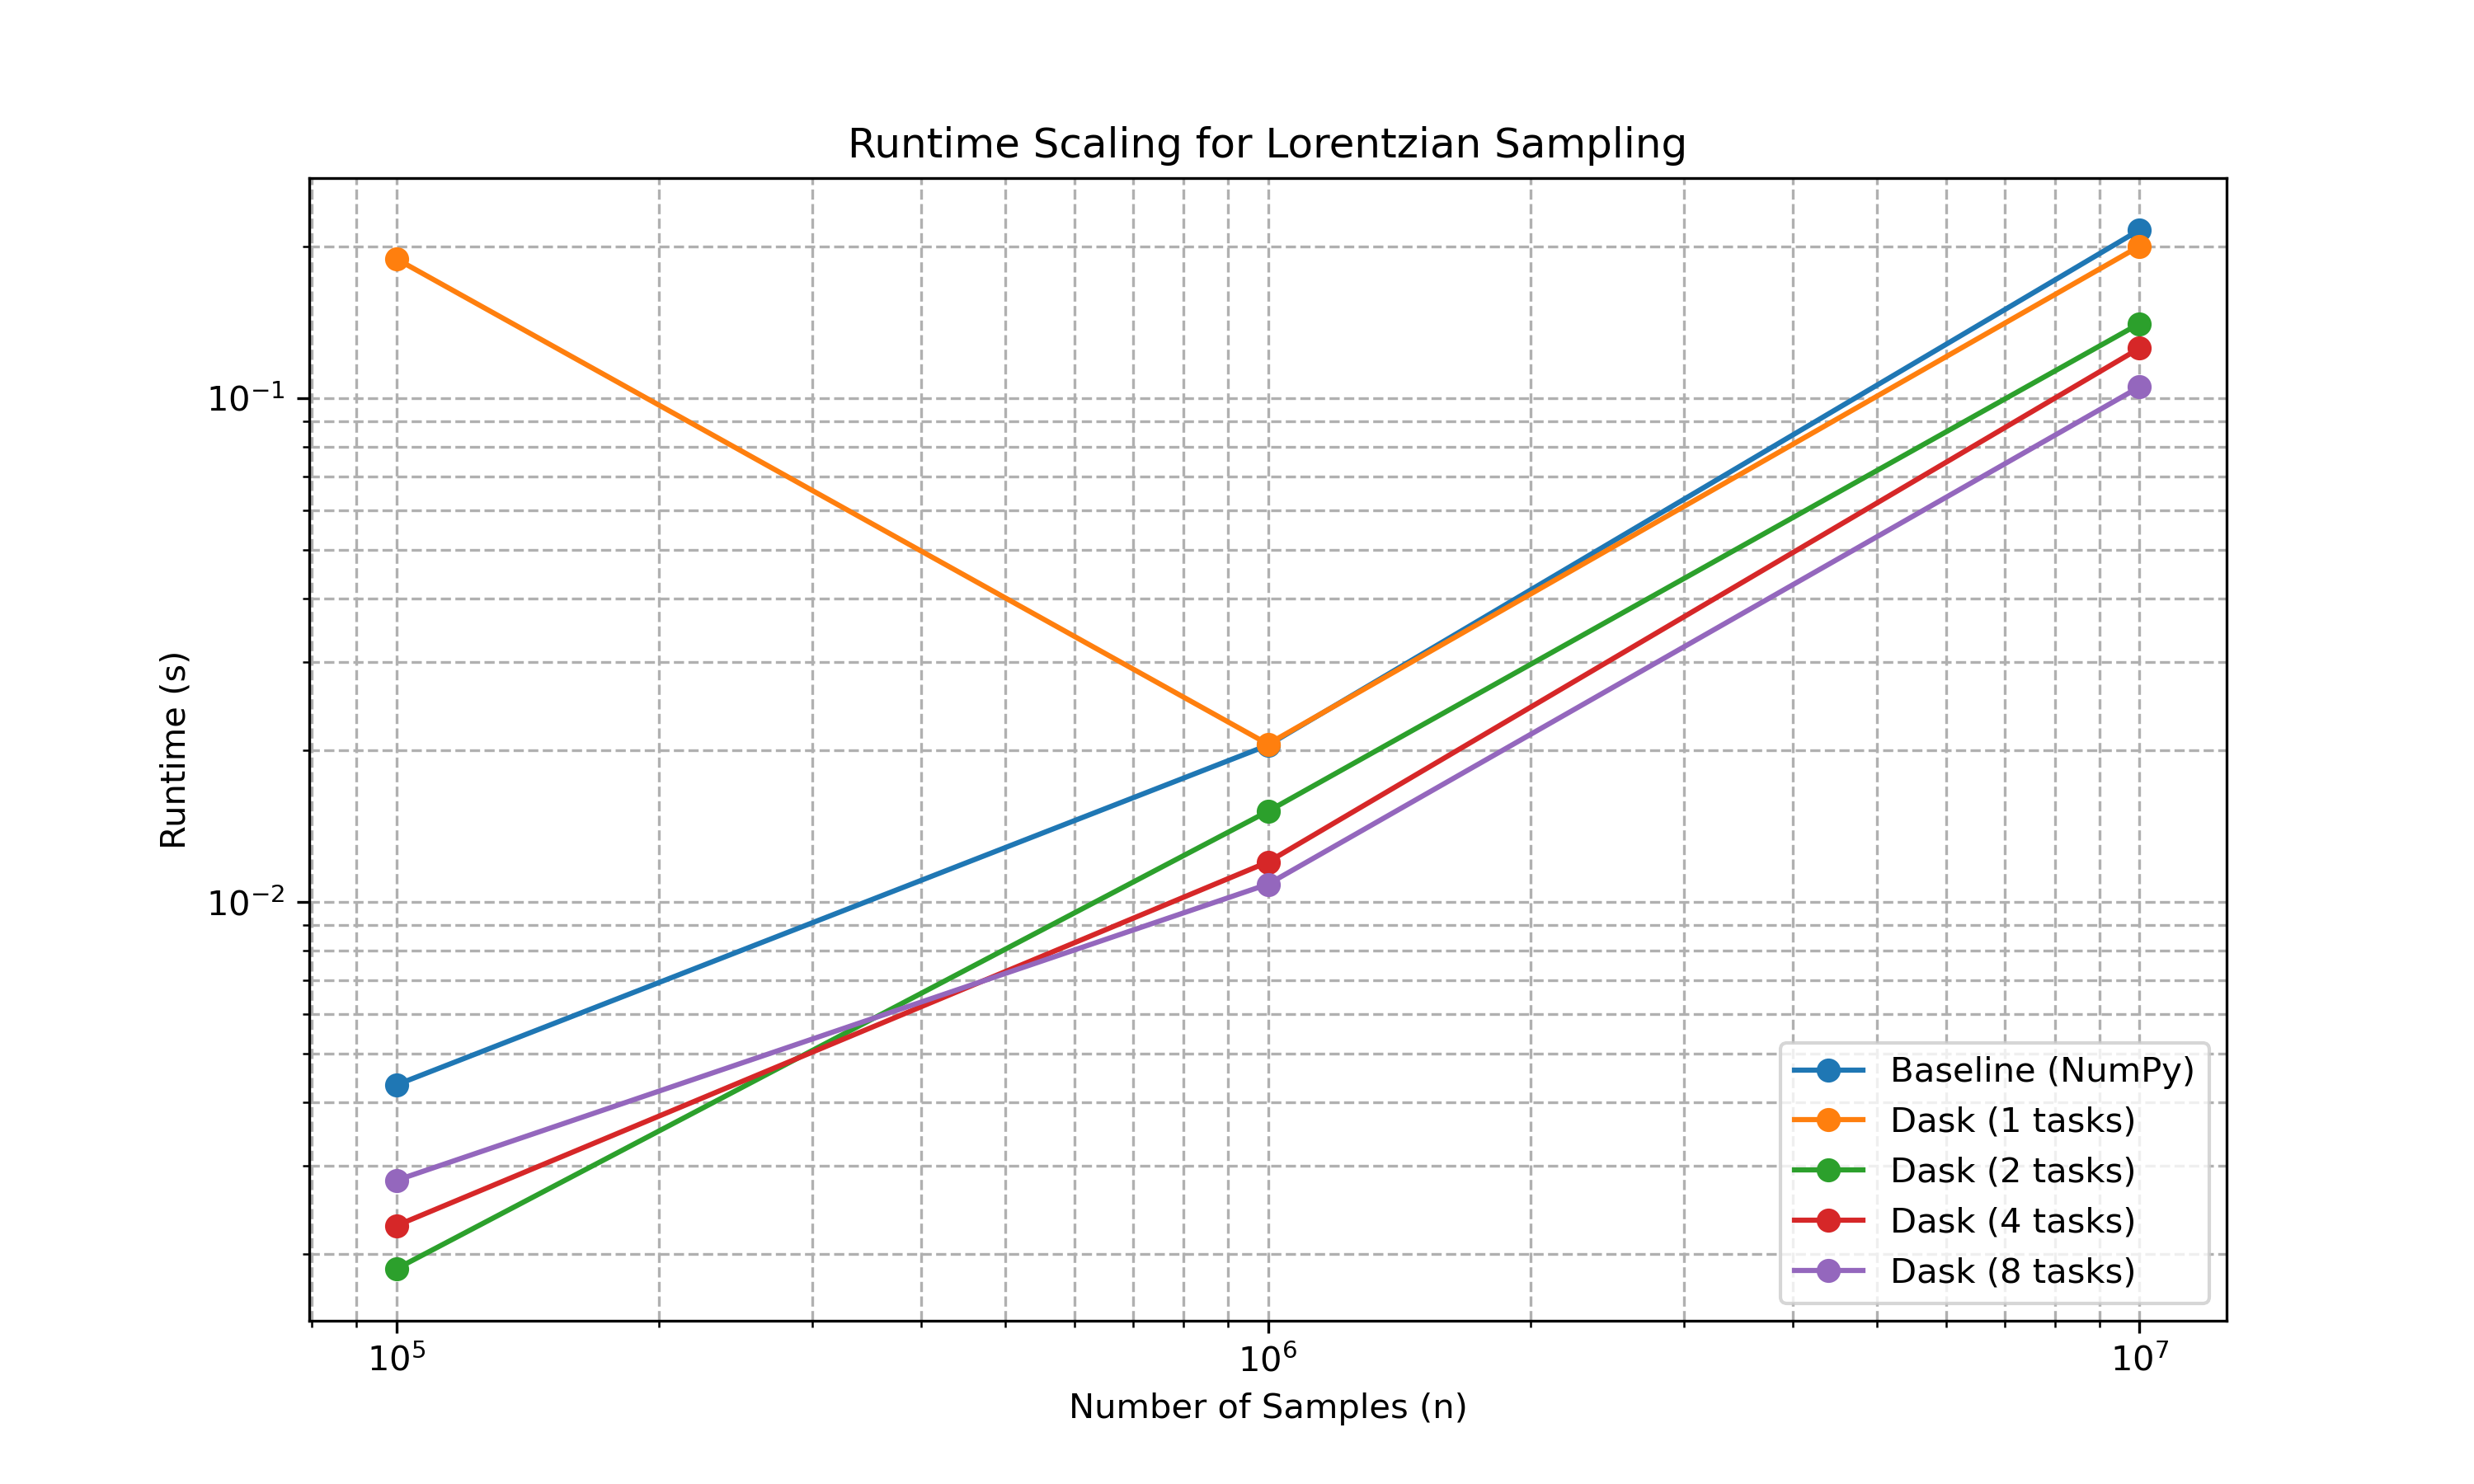 Runtime Scaling for Lorentzian Sampling
Runtime (s)
10⁻¹
10⁻²
10⁵
10⁶
10⁷
Number of Samples (n)
Baseline (NumPy)
Dask (1 tasks)
Dask (2 tasks)
Dask (4 tasks)
Dask (8 tasks)